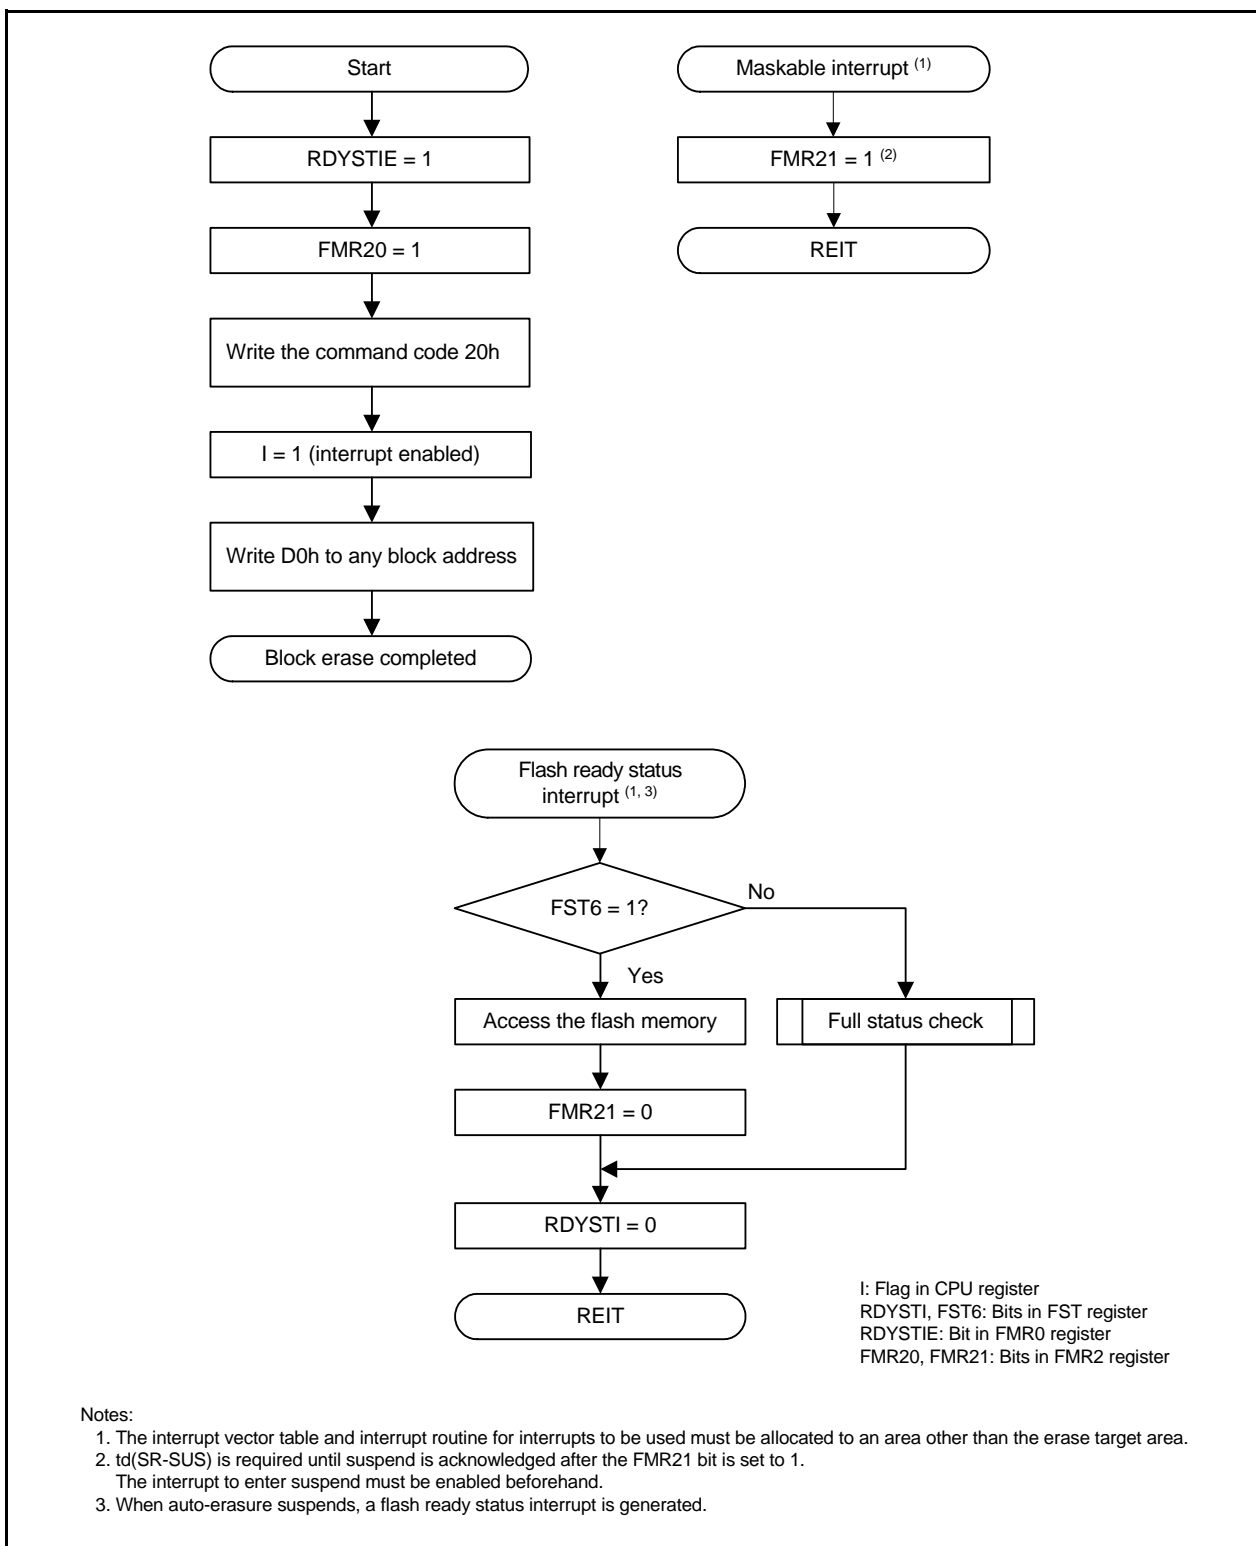 Start
RDYSTIE = 1
FMR20 = 1
Write the command code 20h
I = 1 (interrupt enabled)
Write D0h to any block address
Block erase completed
Maskable interrupt (1)
FMR21 = 1 (2)
REIT
Flash ready status
interrupt (1, 3)
FST6 = 1?
No
Yes
Access the flash memory
Full status check
FMR21 = 0
RDYSTI = 0
REIT
I: Flag in CPU register
RDYSTI, FST6: Bits in FST register
RDYSTIE: Bit in FMR0 register
FMR20, FMR21: Bits in FMR2 register
Notes:
1. The interrupt vector table and interrupt routine for interrupts to be used must be allocated to an area other than the erase target area.
2. td(SR-SUS) is required until suspend is acknowledged after the FMR21 bit is set to 1.
The interrupt to enter suspend must be enabled beforehand.
3. When auto-erasure suspends, a flash ready status interrupt is generated.